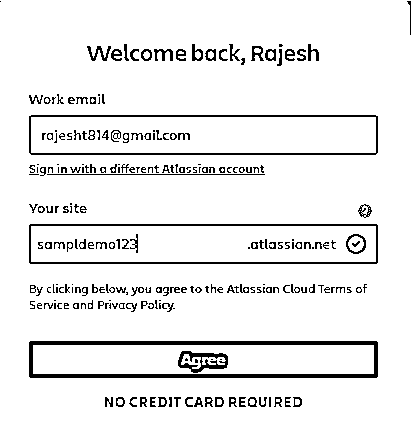 Welcome back, Rajesh
Work email
rajesht814@gmail.com
Sign in with a different Atlassian account
Your site
sampldemo123 .atlassian.net
By clicking below, you agree to the Atlassian Cloud Terms of
Service and Privacy Policy.
Agree
NO CREDIT CARD REQUIRED